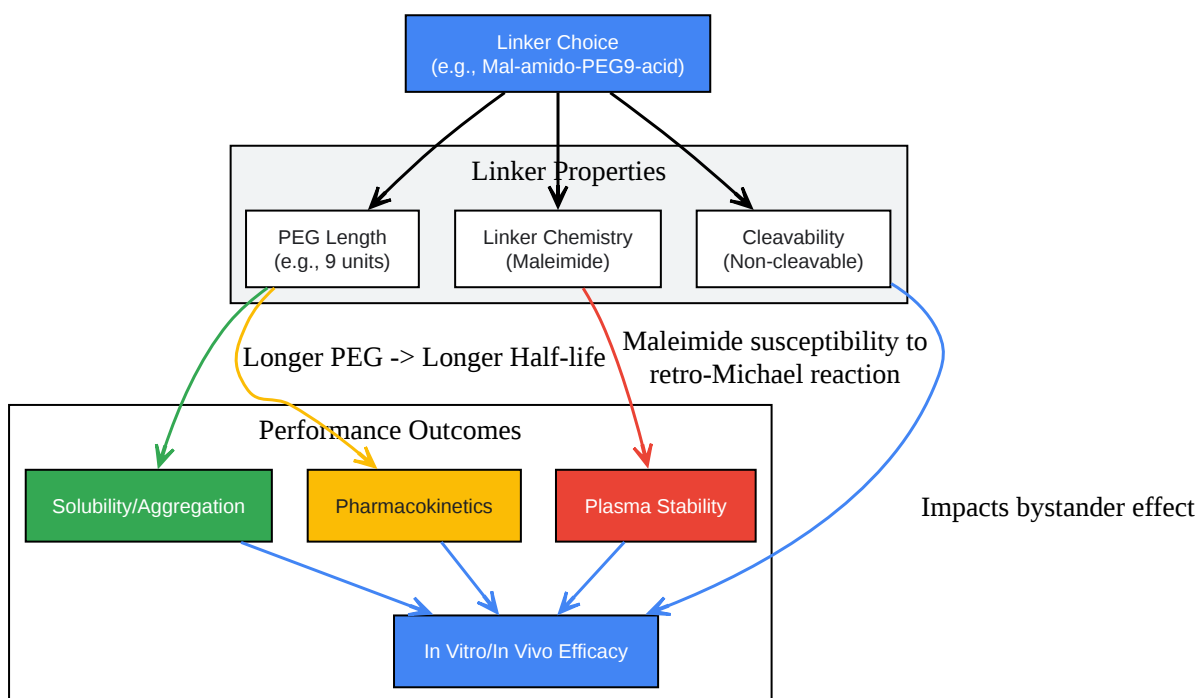 Linker Choice
(e.g., Mal-amido-PEG9-acid)
Linker Properties
PEG Length
(e.g., 9 units)
Linker Chemistry
(Maleimide)
Cleavability
(Non-cleavable)
Longer PEG -> Longer Half-life
Maleimide susceptibility to
retro-Michael reaction
Performance Outcomes
Solubility/Aggregation
Pharmacokinetics
Plasma Stability
Impacts bystander effect
In Vitro/In Vivo Efficacy